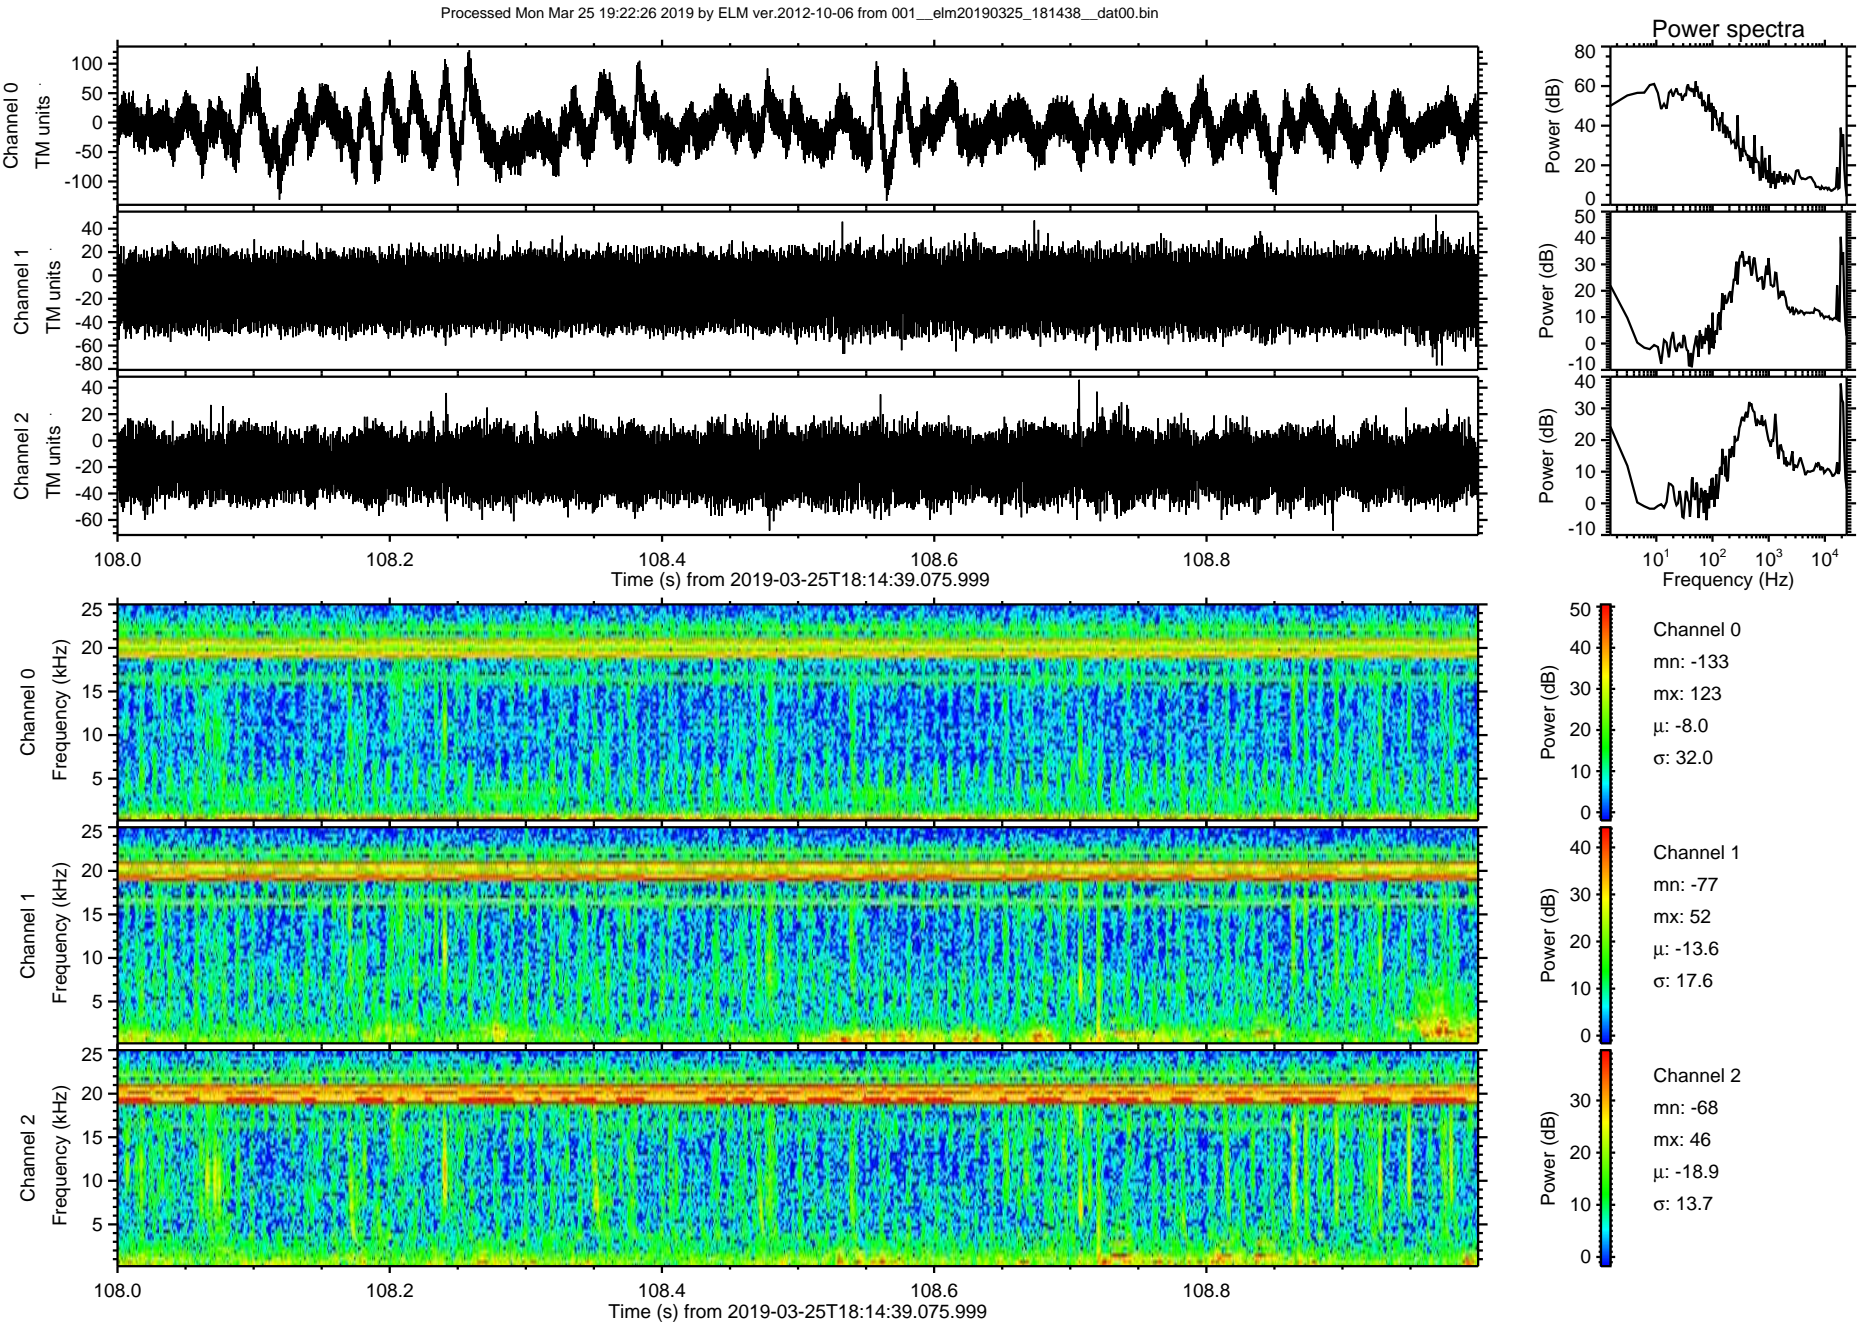 Processed Mon Mar 25 19:22:26 2019 by ELM ver.2012-10-06 from 001__elm20190325_181438__dat00.bin
Power spectra
Channel 0
TM units
100
50
0
-50
-100
Power (dB)
80
60
40
20
0
Channel 1
TM units
40
20
0
-20
-40
-60
-80
Power (dB)
50
40
30
20
10
0
-10
Channel 2
TM units
40
20
0
-20
-40
-60
Power (dB)
40
30
20
10
0
-10
108.0 108.2 108.4 108.6 108.8
Time (s) from 2019-03-25T18:14:39.075.999
10¹ 10² 10³ 10⁴
Frequency (Hz)
Channel 0
Frequency (kHz)
25
20
15
10
5
Power (dB)
50
40
30
20
10
0
Channel 0
mn: -133
mx: 123
μ: -8.0
σ: 32.0
Channel 1
Frequency (kHz)
25
20
15
10
5
Power (dB)
40
30
20
10
0
Channel 1
mn: -77
mx: 52
μ: -13.6
σ: 17.6
Channel 2
Frequency (kHz)
25
20
15
10
5
Power (dB)
30
20
10
0
Channel 2
mn: -68
mx: 46
μ: -18.9
σ: 13.7
108.0 108.2 108.4 108.6 108.8
Time (s) from 2019-03-25T18:14:39.075.999